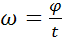 ω = φ/t